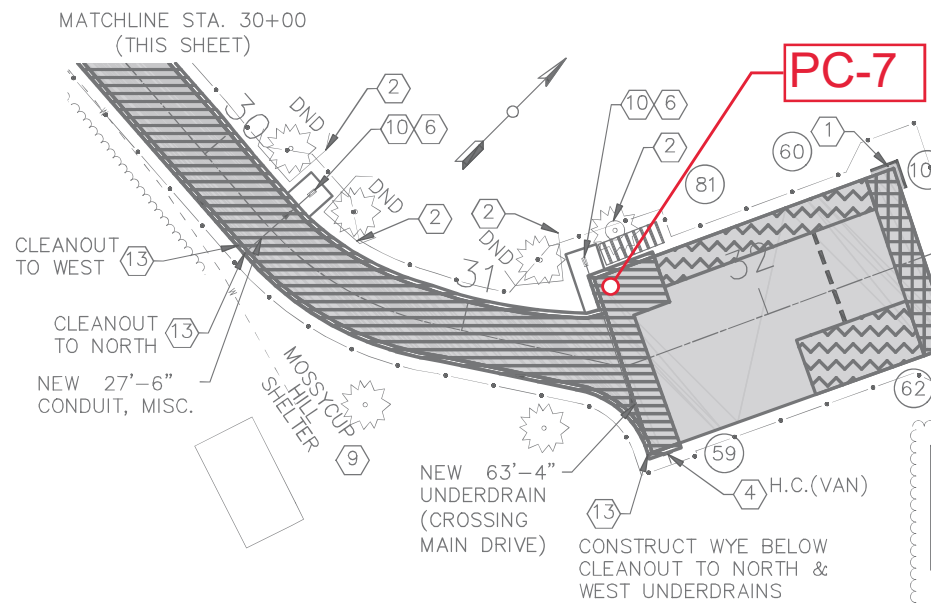 MATCHLINE STA. 30+00
(THIS SHEET)
PC-7
DND
2
10 6
30
10 6
2
1
60
81
10
DND
2
2
DND
31
32
CLEANOUT
TO WEST
13
CLEANOUT
TO NORTH
13
NEW 27'-6"
CONDUIT, MISC.
W
MOSSYCUP
HILL
SHELTER
9
62
59
NEW 63'-4"
UNDERDRAIN
(CROSSING
MAIN DRIVE)
13
4
H.C.(VAN)
CONSTRUCT WYE BELOW
CLEANOUT TO NORTH &
WEST UNDERDRAINS